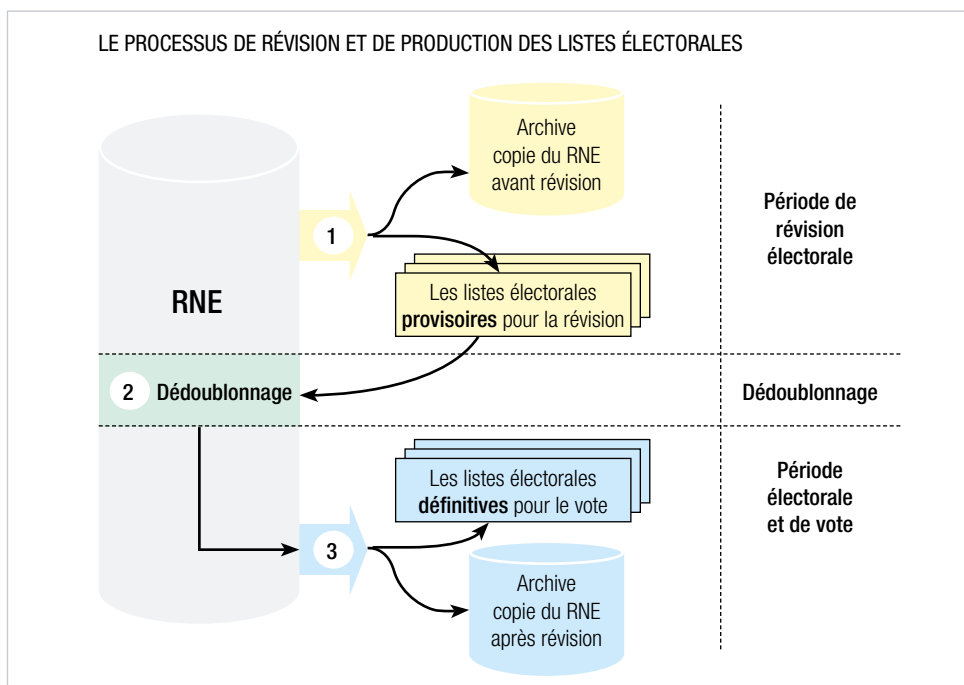 LE PROCESSUS DE RÉVISION ET DE PRODUCTION DES LISTES ÉLECTORALES
Archive
copie du RNE
avant révision
1
Période de
révision
électorale
RNE
Les listes électorales
provisoires pour la révision
2 Dédoublonnage
Dédoublonnage
Les listes électorales
définitives pour le vote
Période
électorale
et de vote
3
Archive
copie du RNE
après révision